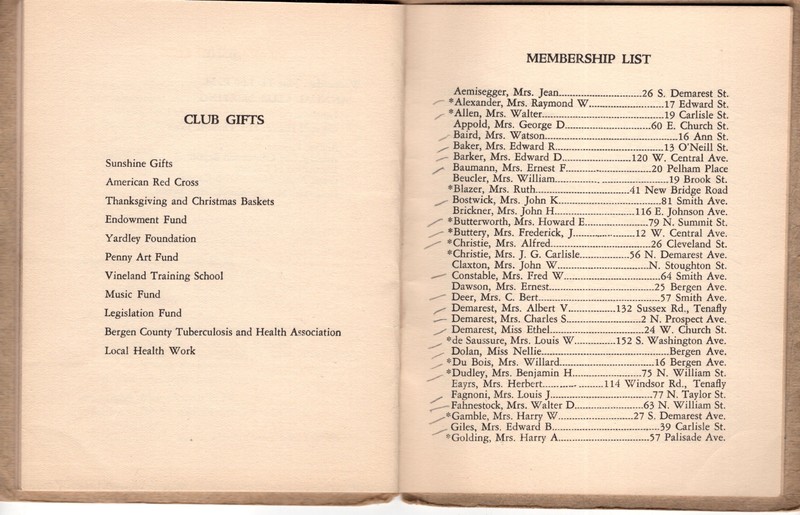 CLUB GIFTS
Sunshine Gifts
American Red Cross
Thanksgiving and Christmas Baskets
Endowment Fund
Yardley Foundation
Penny Art Fund
Vineland Training School
Music Fund
Legislation Fund
Bergen County Tuberculosis and Health Association
Local Health Work
MEMBERSHIP LIST
Aemisegger, Mrs. Jean..............................26 S. Demarest St.
*Alexander, Mrs. Raymond W...........................17 Edward St.
*Allen, Mrs. Walter............................................19 Carlisle St.
Appold, Mrs. George D...............................60 E. Church St.
Baird, Mrs. Watson................................................16 Ann St.
Baker, Mrs. Edward R.......................................13 O'Neill St.
Barker, Mrs. Edward D.........................120 W. Central Ave.
Baumann, Mrs. Ernest F...............................20 Pelham Place
Beucler, Mrs. William.........................................19 Brook St.
*Blazer, Mrs. Ruth.................................41 New Bridge Road
Bostwick, Mrs. John K.....................................81 Smith Ave.
Brickner, Mrs. John H.............................116 E. Johnson Ave.
*Butterworth, Mrs. Howard E.......................79 N. Summit St.
*Buttery, Mrs. Frederick, J.......................12 W. Central Ave.
*Christie, Mrs. Alfred....................................26 Cleveland St.
*Christie, Mrs. J. G. Carlisle..................56 N. Demarest Ave.
Claxton, Mrs. John W.................................N. Stoughton St.
Constable, Mrs. Fred W...................................64 Smith Ave.
Dawson, Mrs. Ernest......................................25 Bergen Ave.
Deer, Mrs. C. Bert............................................57 Smith Ave.
Demarest, Mrs. Albert V.................132 Sussex Rd., Tenafly
Demarest, Mrs. Charles S..........................2 N. Prospect Ave.
Demarest, Miss Ethel..................................24 W. Church St.
*de Saussure, Mrs. Louis W...............152 S. Washington Ave.
Dolan, Miss Nellie..............................................Bergen Ave.
*Du Bois, Mrs. Willard...................................16 Bergen Ave.
*Dudley, Mrs. Benjamin H.........................75 N. William St.
Eayrs, Mrs. Herbert......................114 Windsor Rd., Tenafly
Fagnoni, Mrs. Louis J.....................................77 N. Taylor St.
Fahnestock, Mrs. Walter D.........................63 N. William St.
*Gamble, Mrs. Harry W............................27 S. Demarest Ave.
Giles, Mrs. Edward B.......................................39 Carlisle St.
*Golding, Mrs. Harry A.................................57 Palisade Ave.